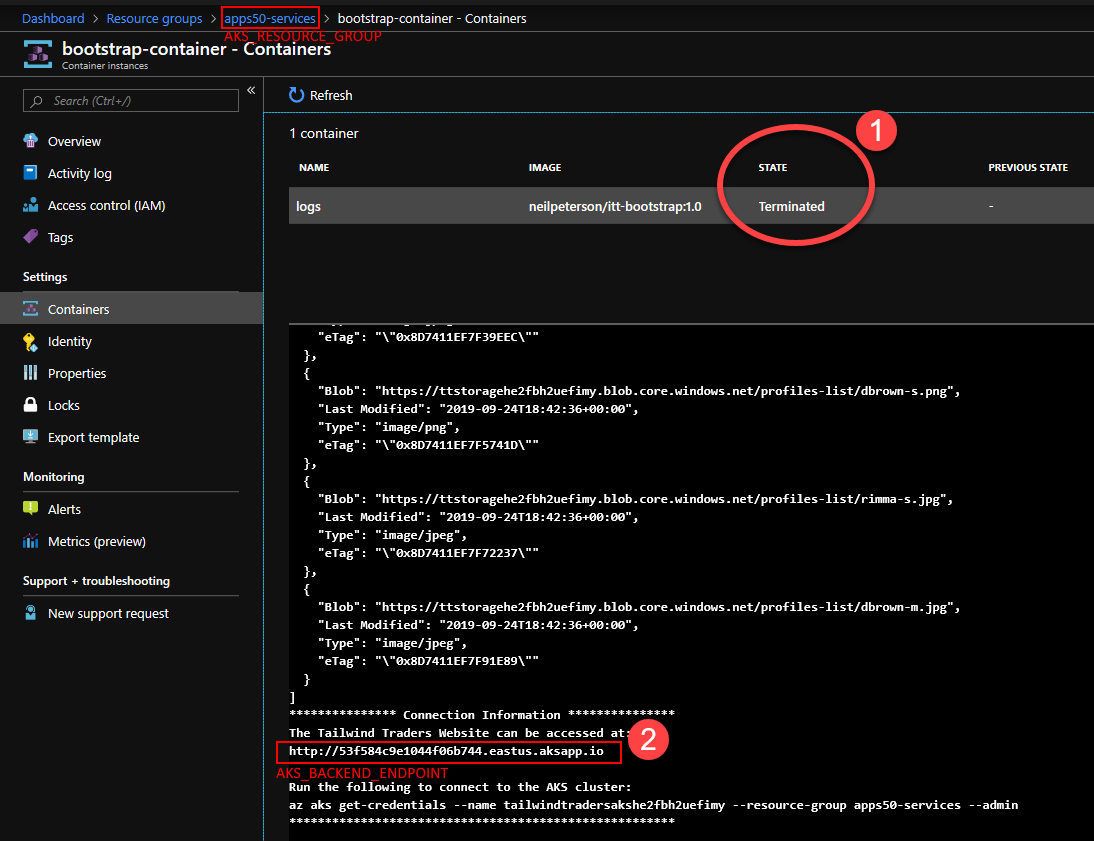 Dashboard > Resource groups > apps50-services > bootstrap-container - Containers
AKS_RESOURCE_GROUP
bootstrap-container - Containers
Container instances
Search (Ctrl+/)
«
Refresh
Overview
Activity log
Access control (IAM)
Tags
Settings
Containers
Identity
Properties
Locks
Export template
Monitoring
Alerts
Metrics (preview)
Support + troubleshooting
New support request
1 container
1
NAME IMAGE STATE PREVIOUS STATE
logs neilpeterson/itt-bootstrap:1.0 Terminated -
"eTag": "\"0x8D7411EF7F39EEC\""
},
{
"Blob": "https://ttstoragehe2fbh2uefimy.blob.core.windows.net/profiles-list/dbrown-s.png",
"Last Modified": "2019-09-24T18:42:36+00:00",
"Type": "image/png",
"eTag": "\"0x8D7411EF7F5741D\""
},
{
"Blob": "https://ttstoragehe2fbh2uefimy.blob.core.windows.net/profiles-list/rimma-s.jpg",
"Last Modified": "2019-09-24T18:42:36+00:00",
"Type": "image/jpeg",
"eTag": "\"0x8D7411EF7F72237\""
},
{
"Blob": "https://ttstoragehe2fbh2uefimy.blob.core.windows.net/profiles-list/dbrown-m.jpg",
"Last Modified": "2019-09-24T18:42:36+00:00",
"Type": "image/jpeg",
"eTag": "\"0x8D7411EF7F91E89\""
}
]
*************** Connection Information ***************
The Tailwind Traders Website can be accessed at:
http://53f584c9e1044f06b744.eastus.aksapp.io
2
AKS_BACKEND_ENDPOINT
Run the following to connect to the AKS cluster:
az aks get-credentials --name tailwindtradersakshe2fbh2uefimy --resource-group apps50-services --admin
******************************************************